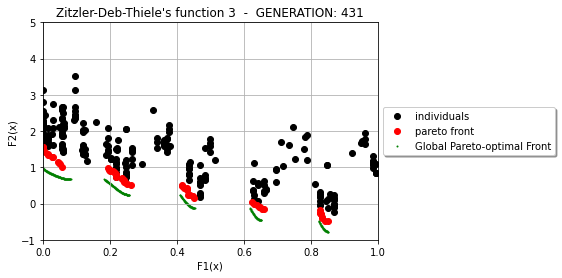 Zitzler-Deb-Thiele's function 3 - GENERATION: 431
5
4
3
2
1
0
−1
F2(x)
0.0 0.2 0.4 0.6 0.8 1.0
F1(x)
individuals
pareto front
Global Pareto-optimal Front